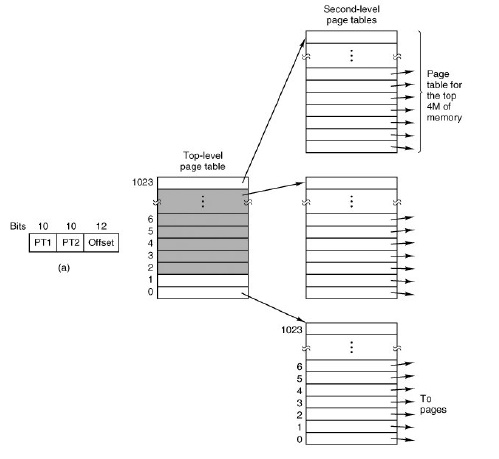 Second-level
page tables
Page
table for
the top
4M of
memory
Top-level
page table
1023
6
5
4
3
2
1
0
Bits 10 10 12
PT1 PT2 Offset
(a)
1023
6
5
4
3
2
1
0
To
pages